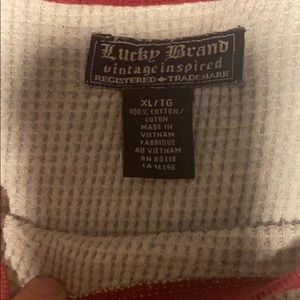 Lucky Brand
vintage inspired
REGISTERED TRADEMARK
XL/TG
100% COTTON/
COTON
MADE IN
VIETNAM
FABRIQUE
AU VIETNAM
RN 80318
CA 16396